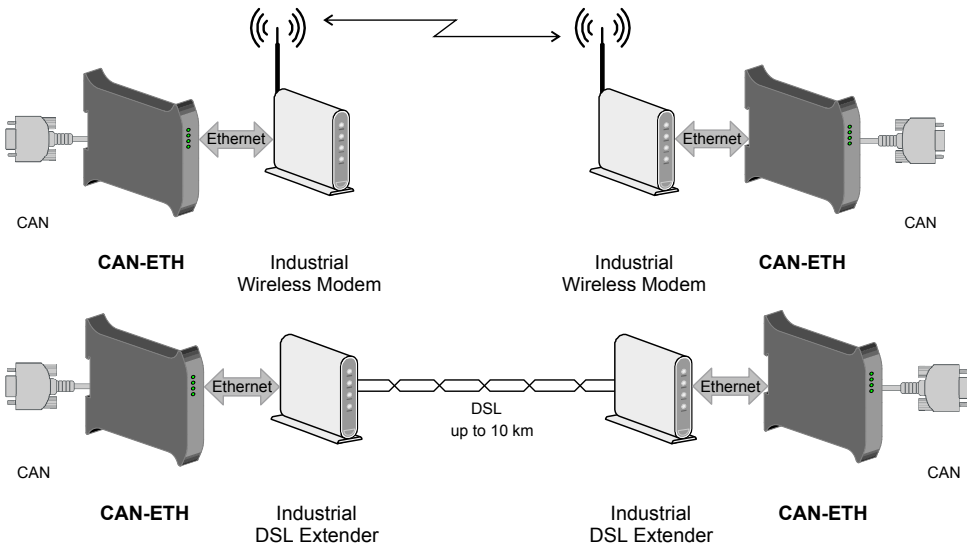 Ethernet
Ethernet
CAN
CAN
CAN-ETH
Industrial
Wireless Modem
Industrial
Wireless Modem
CAN-ETH
Ethernet
Ethernet
DSL
up to 10 km
CAN
CAN
CAN-ETH
Industrial
DSL Extender
Industrial
DSL Extender
CAN-ETH